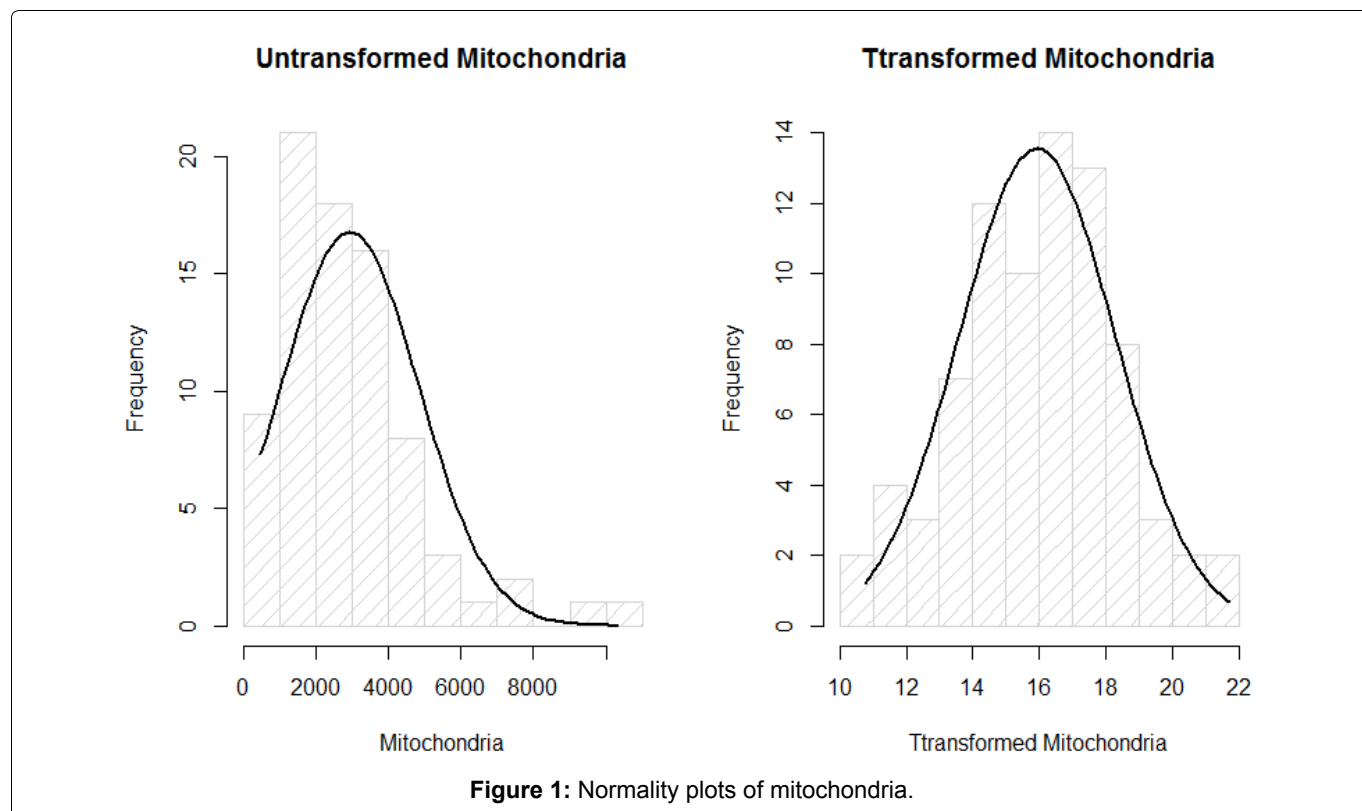 Untransformed Mitochondria
Frequency
20
15
10
5
0
0 2000 4000 6000 8000
Mitochondria
Ttransformed Mitochondria
Frequency
14
12
10
8
6
4
2
0
10 12 14 16 18 20 22
Ttransformed Mitochondria
Figure 1: Normality plots of mitochondria.